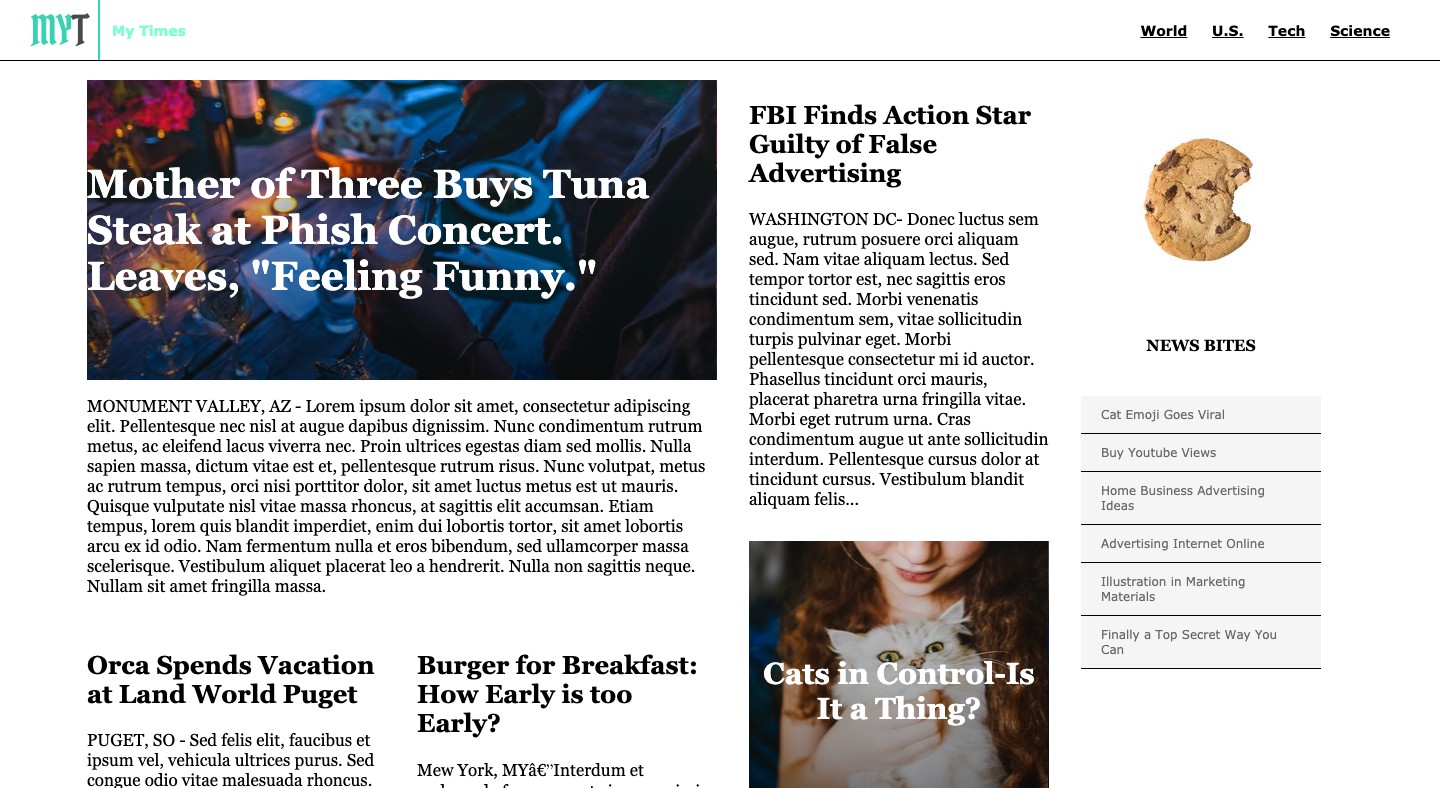 MYT
My Times
World
U.S.
Tech
Science
Mother of Three Buys Tuna
Steak at Phish Concert.
Leaves, "Feeling Funny."
MONUMENT VALLEY, AZ - Lorem ipsum dolor sit amet, consectetur adipiscing
elit. Pellentesque nec nisl at augue dapibus dignissim. Nunc condimentum rutrum
metus, ac eleifend lacus viverra nec. Proin ultrices egestas diam sed mollis. Nulla
sapien massa, dictum vitae est et, pellentesque rutrum risus. Nunc volutpat, metus
ac rutrum tempus, orci nisi porttitor dolor, sit amet luctus metus est ut mauris.
Quisque vulputate nisl vitae massa rhoncus, at sagittis elit accumsan. Etiam
tempus, lorem quis blandit imperdiet, enim dui lobortis tortor, sit amet lobortis
arcu ex id odio. Nam fermentum nulla et eros bibendum, sed ullamcorper massa
scelerisque. Vestibulum aliquet placerat leo a hendrerit. Nulla non sagittis neque.
Nullam sit amet fringilla massa.
Orca Spends Vacation
at Land World Puget
PUGET, SO - Sed felis elit, faucibus et
ipsum vel, vehicula ultrices purus. Sed
congue odio vitae malesuada rhoncus.
Burger for Breakfast:
How Early is too
Early?
Mew York, MYâ€”Interdum et
FBI Finds Action Star
Guilty of False
Advertising
WASHINGTON DC- Donec luctus sem
augue, rutrum posuere orci aliquam
sed. Nam vitae aliquam lectus. Sed
tempor tortor est, nec sagittis eros
tincidunt sed. Morbi venenatis
condimentum sem, vitae sollicitudin
turpis pulvinar eget. Morbi
pellentesque consectetur mi id auctor.
Phasellus tincidunt orci mauris,
placerat pharetra urna fringilla vitae.
Morbi eget rutrum urna. Cras
condimentum augue ut ante sollicitudin
interdum. Pellentesque cursus dolor at
tincidunt cursus. Vestibulum blandit
aliquam felis...
Cats in Control-Is
It a Thing?
NEWS BITES
Cat Emoji Goes Viral
Buy Youtube Views
Home Business Advertising
Ideas
Advertising Internet Online
Illustration in Marketing
Materials
Finally a Top Secret Way You
Can